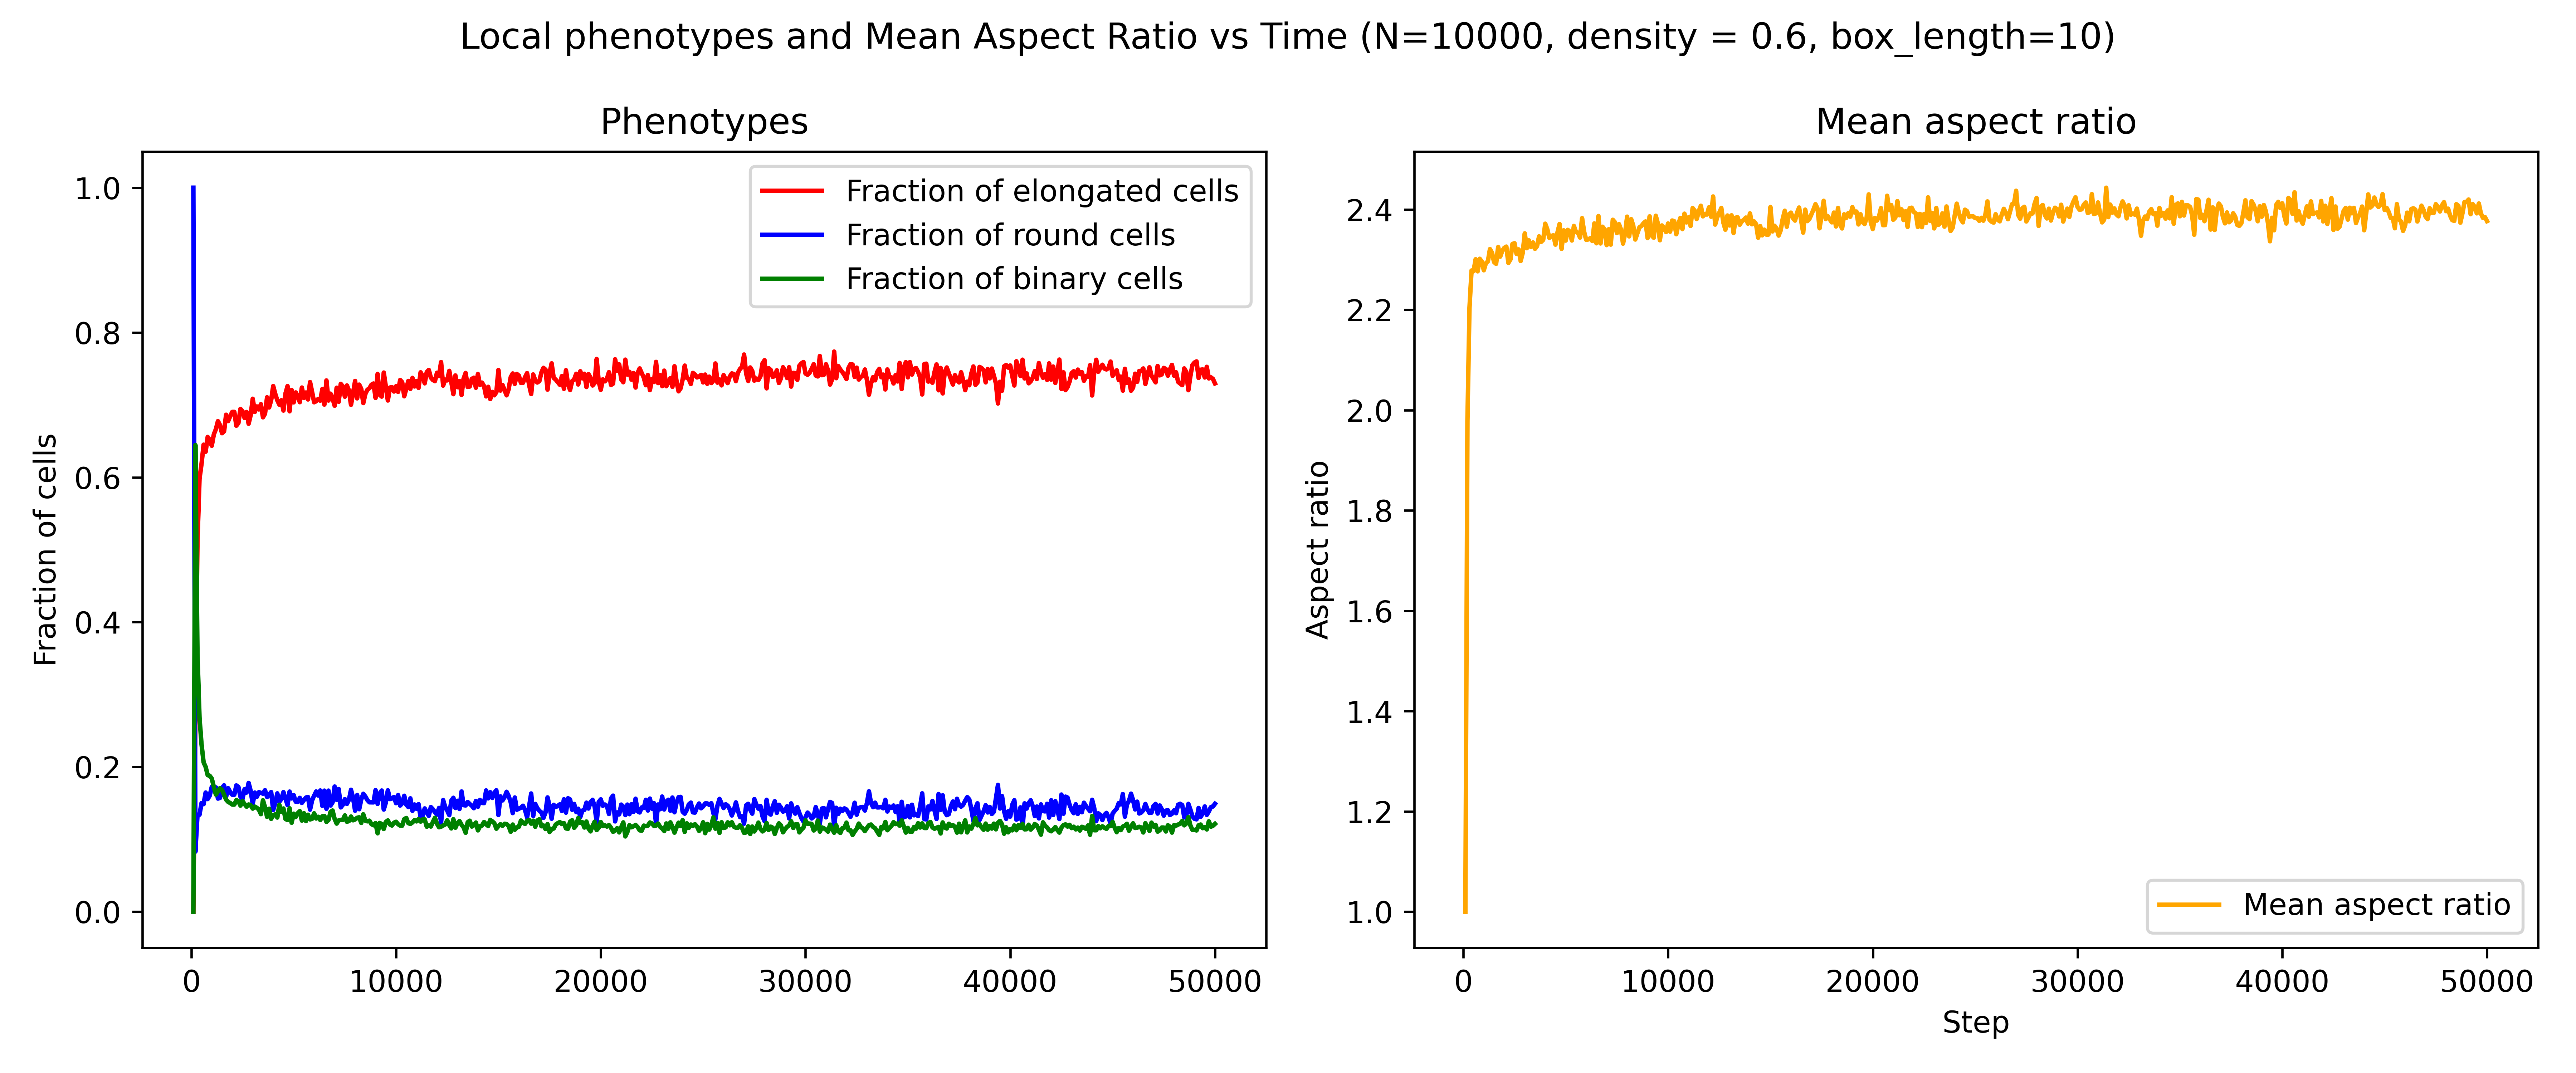 Local phenotypes and Mean Aspect Ratio vs Time (N=10000, density = 0.6, box_length=10)
Phenotypes
Fraction of cells
1.0
0.8
0.6
0.4
0.2
0.0
0
10000
20000
30000
40000
50000
Fraction of elongated cells
Fraction of round cells
Fraction of binary cells
Mean aspect ratio
Aspect ratio
2.4
2.2
2.0
1.8
1.6
1.4
1.2
1.0
0
10000
20000
30000
40000
50000
Step
Mean aspect ratio